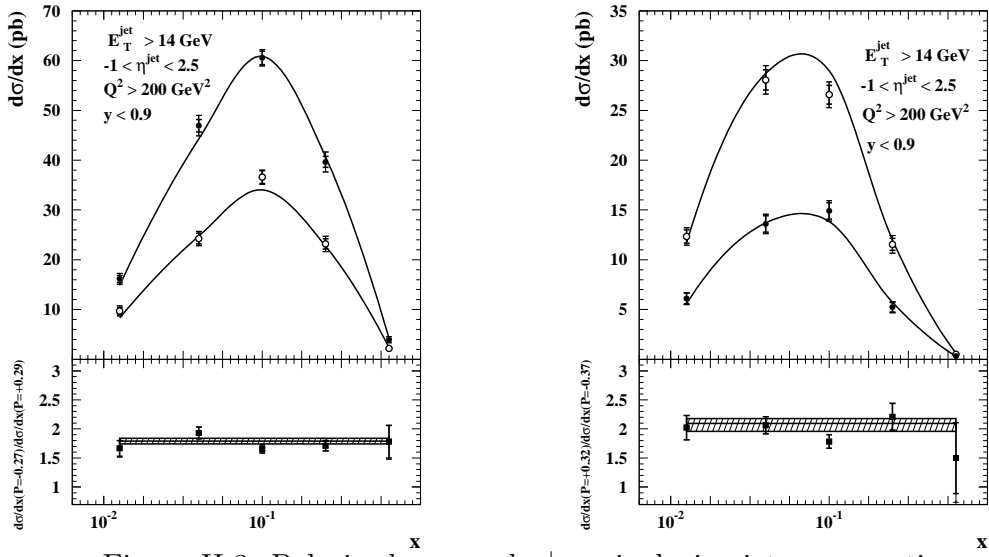 dσ/dx (pb)
70
60
50
40
30
20
10
E_T^jet > 14 GeV
-1 < η^jet < 2.5
Q² > 200 GeV²
y < 0.9
dσ/dx(P=-0.27)/dσ/dx(P=+0.29)
3
2.5
2
1.5
1
10⁻²
10⁻¹
x
dσ/dx (pb)
35
30
25
20
15
10
5
E_T^jet > 14 GeV
-1 < η^jet < 2.5
Q² > 200 GeV²
y < 0.9
dσ/dx(P=+0.32)/dσ/dx(P=-0.37)
3
2.5
2
1.5
1
10⁻²
10⁻¹
x